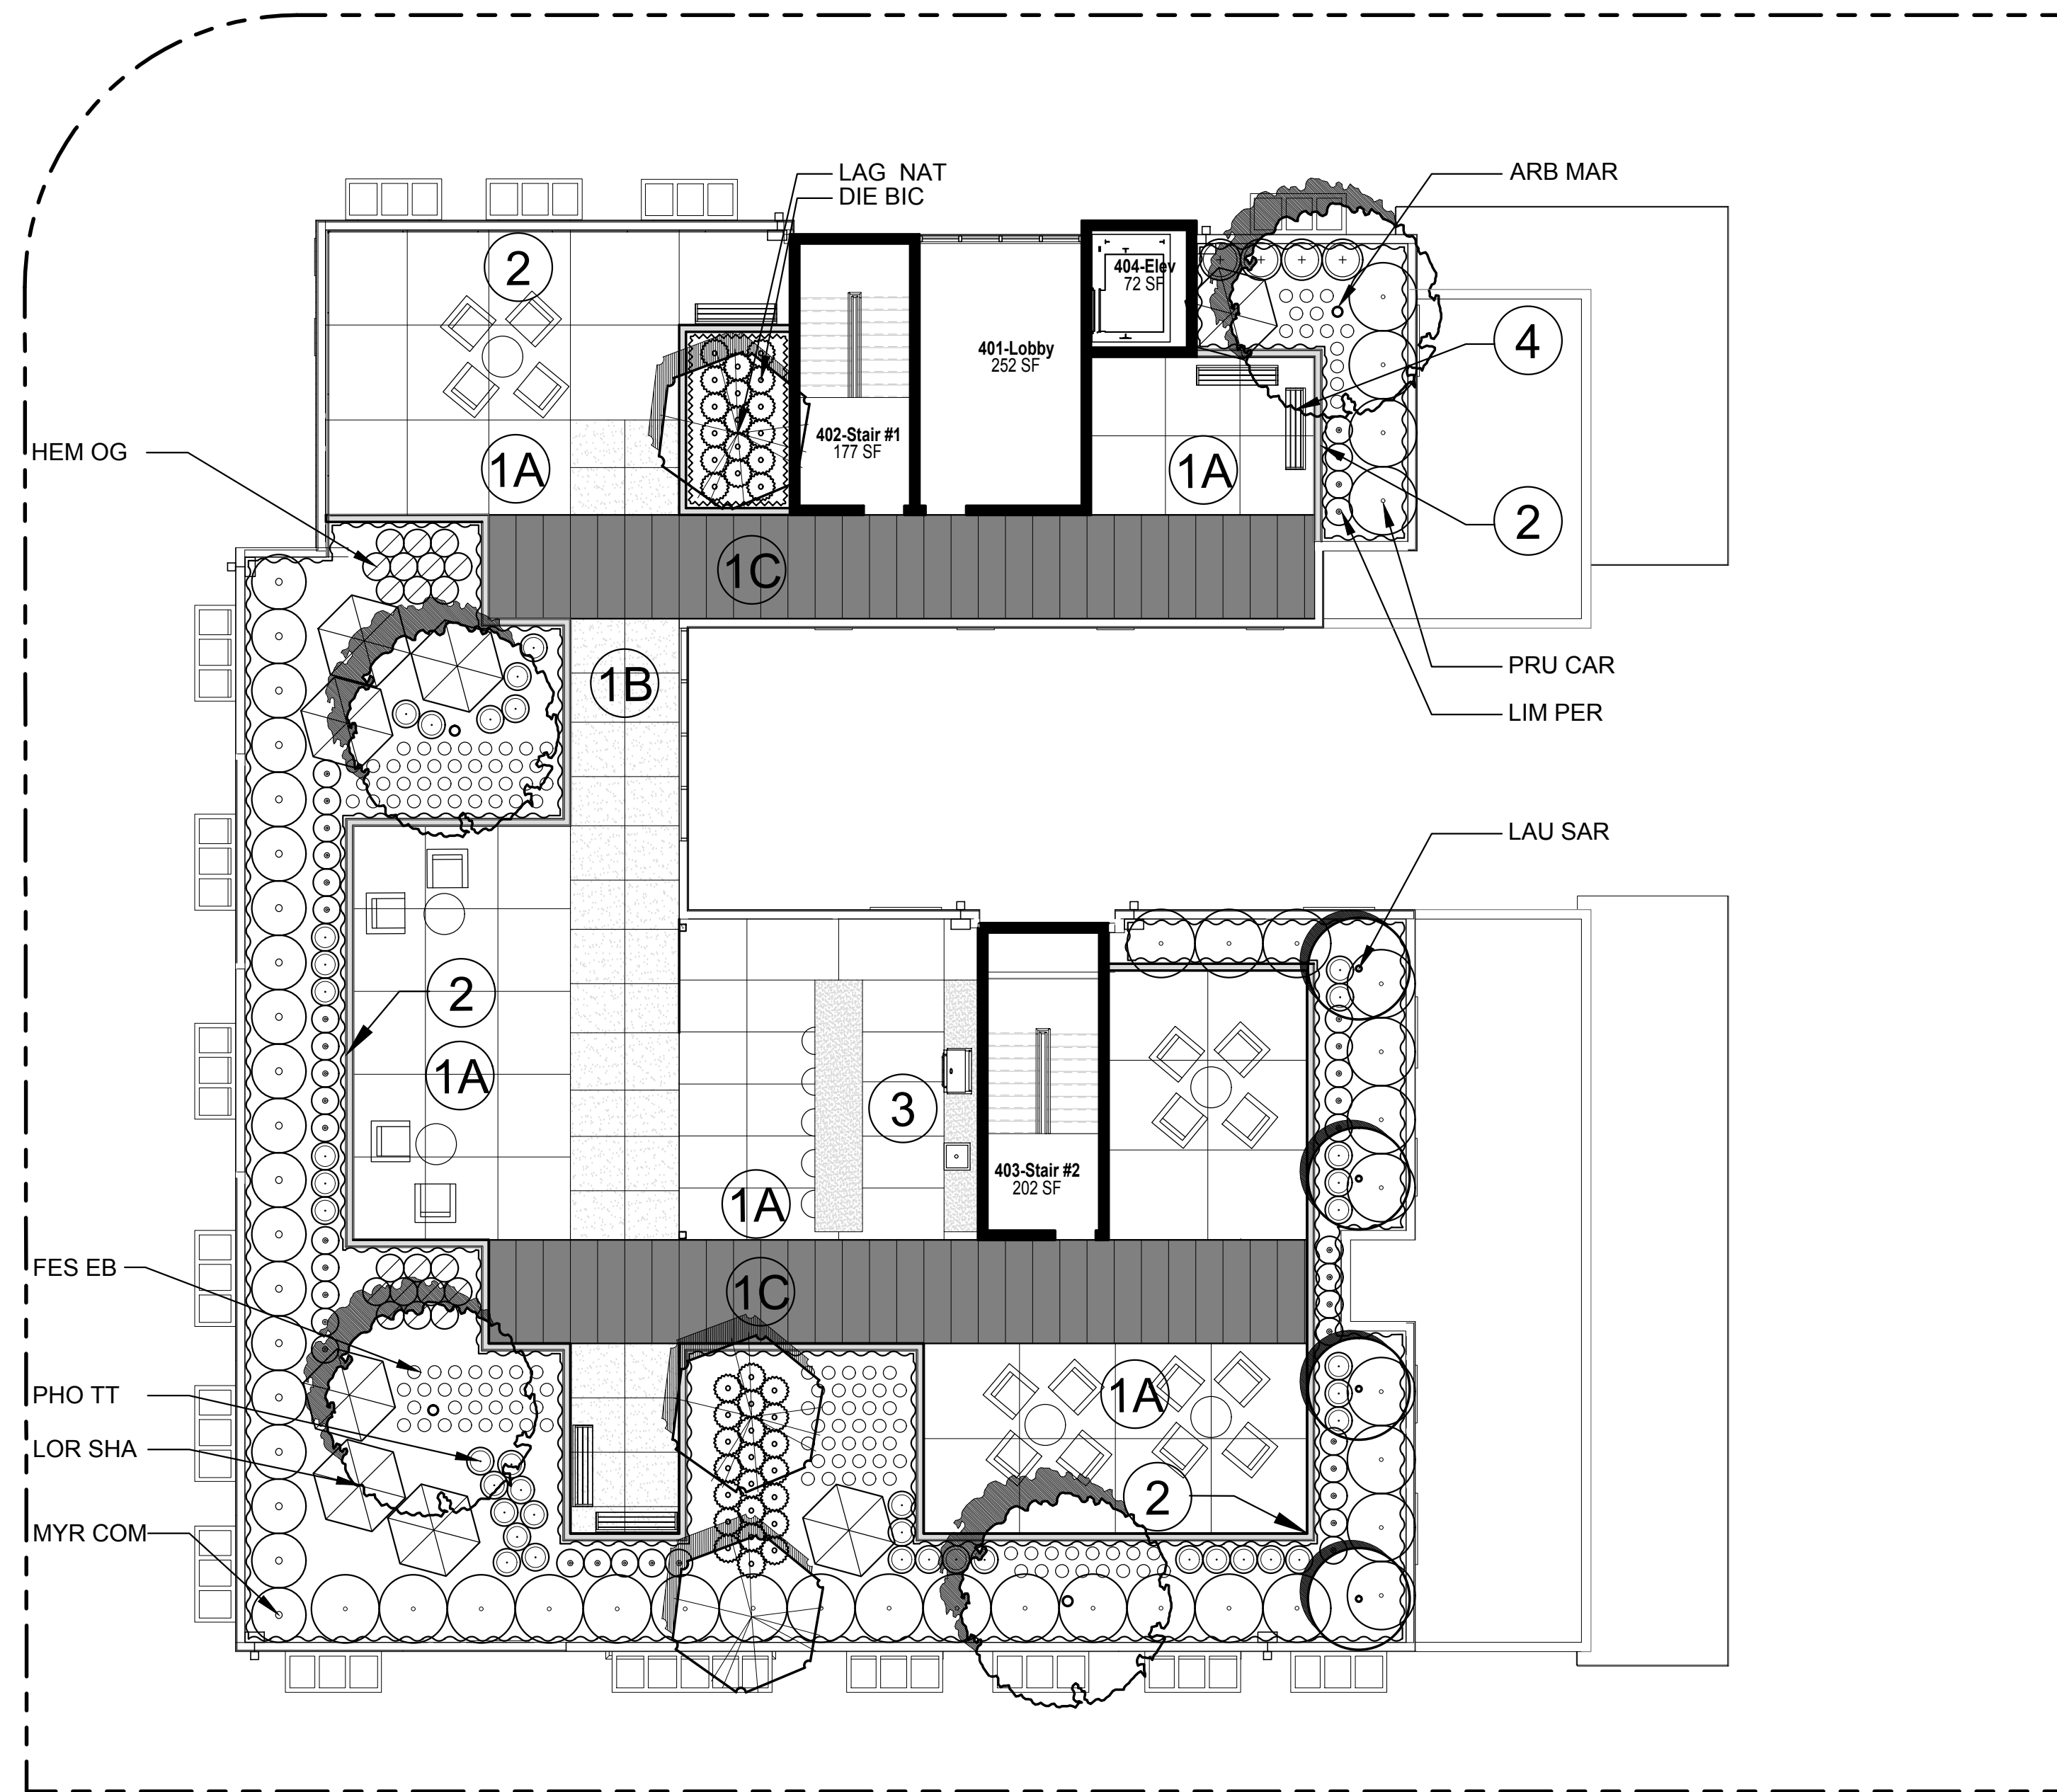 LAG NAT
DIE BIC
ARB MAR
2
404-Elev
72 SF
4
401-Lobby
252 SF
402-Stair #1
177 SF
HEM OG
1A
1A
2
1C
PRU CAR
1B
LIM PER
LAU SAR
2
1A
3
403-Stair #2
202 SF
1A
FES EB
1C
PHO TT
1A
LOR SHA
2
MYR COM